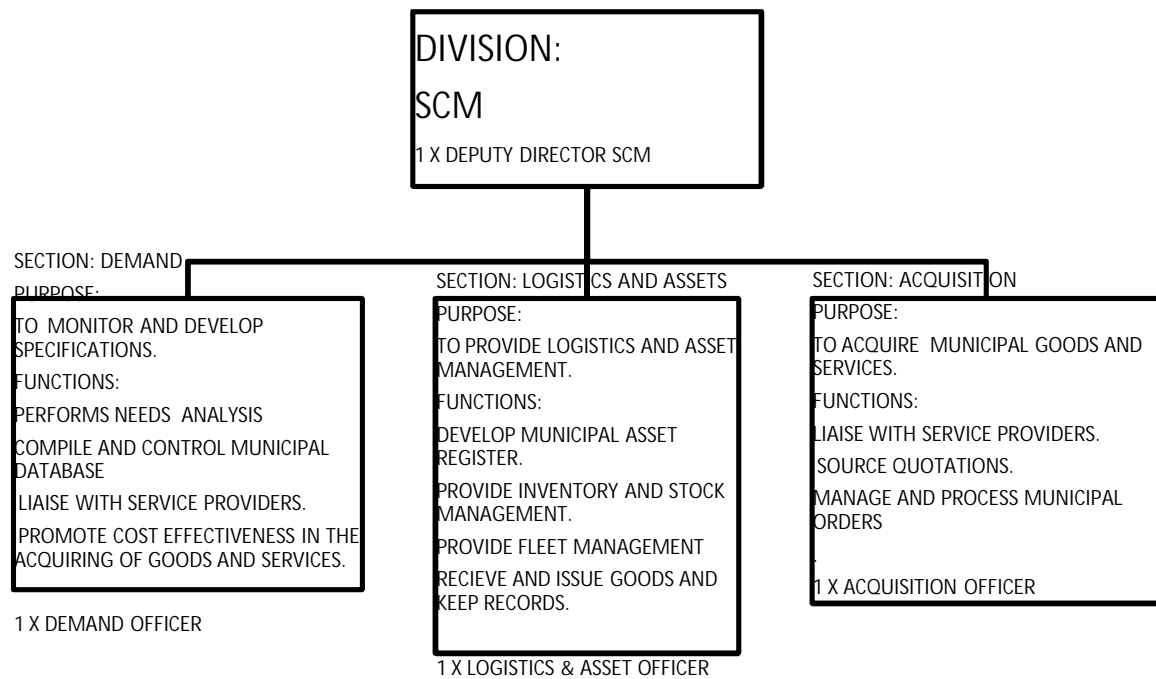 DIVISION:
SCM
1 X DEPUTY DIRECTOR SCM
SECTION: DEMAND
PURPOSE:
TO MONITOR AND DEVELOP
SPECIFICATIONS.
FUNCTIONS:
PERFORMS NEEDS ANALYSIS
COMPILE AND CONTROL MUNICIPAL
DATABASE
LIAISE WITH SERVICE PROVIDERS.
PROMOTE COST EFFECTIVENESS IN THE
ACQUIRING OF GOODS AND SERVICES.
1 X DEMAND OFFICER
SECTION: LOGISTICS AND ASSETS
PURPOSE:
TO PROVIDE LOGISTICS AND ASSET
MANAGEMENT.
FUNCTIONS:
DEVELOP MUNICIPAL ASSET
REGISTER.
PROVIDE INVENTORY AND STOCK
MANAGEMENT.
PROVIDE FLEET MANAGEMENT
RECIEVE AND ISSUE GOODS AND
KEEP RECORDS.
1 X LOGISTICS & ASSET OFFICER
SECTION: ACQUISITION
PURPOSE:
TO ACQUIRE MUNICIPAL GOODS AND
SERVICES.
FUNCTIONS:
LIAISE WITH SERVICE PROVIDERS.
SOURCE QUOTATIONS.
MANAGE AND PROCESS MUNICIPAL
ORDERS
.
1 X ACQUISITION OFFICER